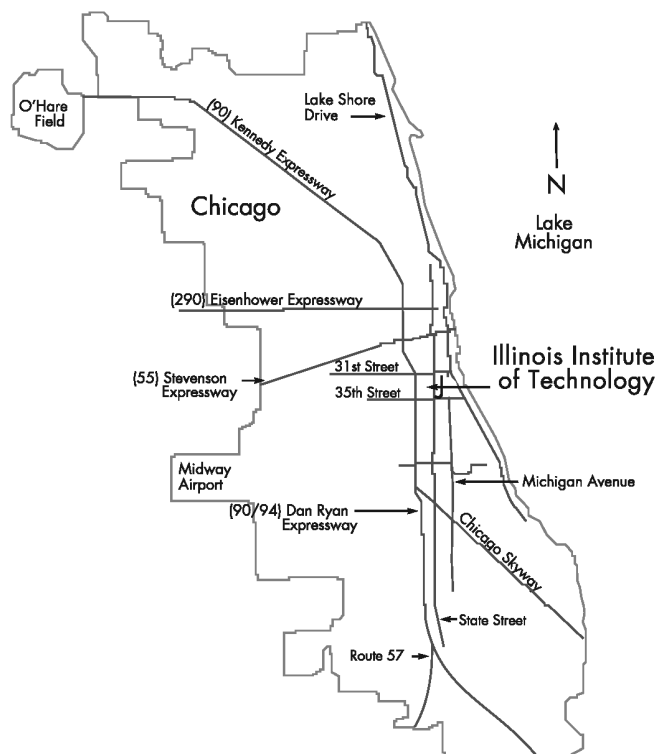 O'Hare
Field
Lake Shore
Drive
(90) Kennedy Expressway
N
Chicago
Lake
Michigan
(290) Eisenhower Expressway
Illinois Institute
of Technology
31st Street
(55) Stevenson
Expressway
35th Street
Midway
Airport
Michigan Avenue
(90/94) Dan Ryan
Expressway
Chicago Skyway
State Street
Route 57